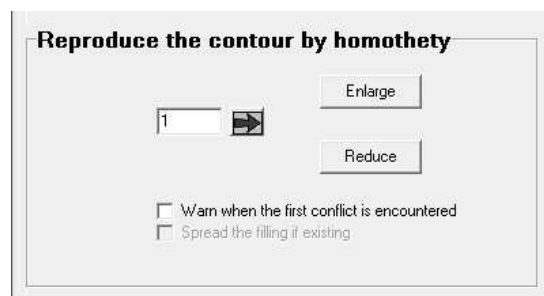 Reproduce the contour by homothety
Enlarge
1
Reduce
Warn when the first conflict is encountered
Spread the filling if existing